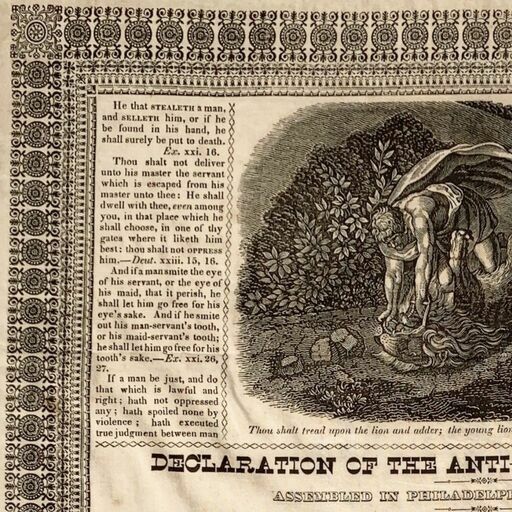 He that STEALETH a man,
and SELLETH him, or if he
be found in his hand, he
shall surely be put to death.
Ex. xxi. 16.
Thou shalt not deliver
unto his master the servant
which is escaped from his
master unto thee: He shall
dwell with thee, even among
you, in that place which he
shall choose, in one of thy
gates where it liketh him
best: thou shalt not OPPRESS
him.—Deut. xxiii. 15, 16.
And if a man smite the eye
of his servant, or the eye of
his maid, that it perish, he
shall let him go free for his
eye's sake. And if he smite
out his man-servant's tooth,
or his maid-servant's tooth;
he shall let him go free for his
tooth's sake.—Ex. xxi. 26,
27.
If a man be just, and do
that which is lawful and
right; hath not oppressed
any; hath spoiled none by
violence; hath executed
true judgment between man
Thou shalt tread upon the lion and adder; the young lion
DECLARATION OF THE ANTI-
ASSEMBLED IN PHILADELP